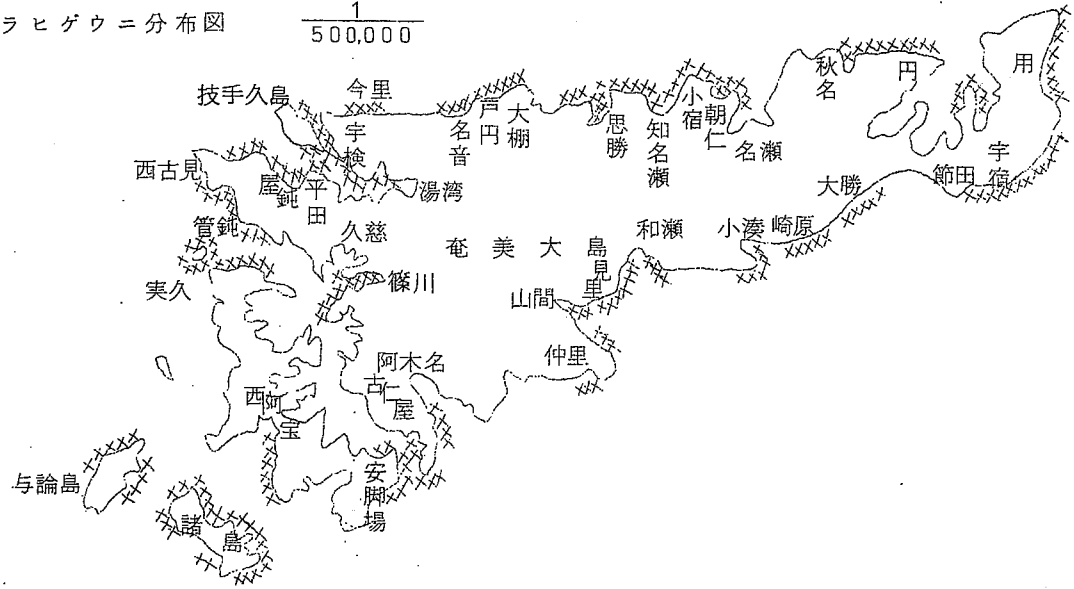 ラヒゲウニ分布図
1
500,000
技手久島
今里
宇検
名音
戸円
大棚
思勝
知名瀬
小宿
朝仁
名瀬
秋名
円
用
宇宿
節田
大勝
崎原
小湊
和瀬
奄美大島
見里
山間
仲里
西古見
屋鈍
平田
湯湾
管鈍
久慈
篠川
実久
阿木名
古仁屋
西阿宝
安脚場
与論島
諸島